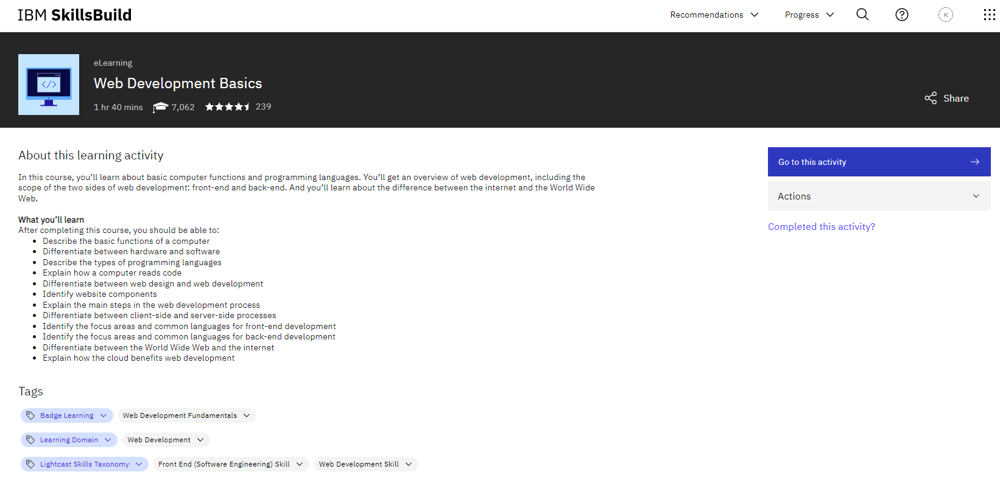 IBM SkillsBuild
Recommendations
Progress
K
eLearning
Web Development Basics
1 hr 40 mins 7,062 239
Share
</>
About this learning activity
In this course, you’ll learn about basic computer functions and programming languages. You’ll get an overview of web development, including the
scope of the two sides of web development: front-end and back-end. And you’ll learn about the difference between the internet and the World Wide
Web.
What you’ll learn
After completing this course, you should be able to:
• Describe the basic functions of a computer
• Differentiate between hardware and software
• Describe the types of programming languages
• Explain how a computer reads code
• Differentiate between web design and web development
• Identify website components
• Explain the main steps in the web development process
• Differentiate between client-side and server-side processes
• Identify the focus areas and common languages for front-end development
• Identify the focus areas and common languages for back-end development
• Differentiate between the World Wide Web and the internet
• Explain how the cloud benefits web development
Go to this activity
Actions
Completed this activity?
Tags
Badge Learning Web Development Fundamentals
Learning Domain Web Development
Lightcast Skills Taxonomy Front End (Software Engineering) Skill Web Development Skill